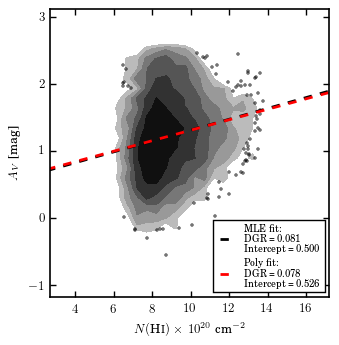 3
2
1
0
−1
A_V [mag]
4 6 8 10 12 14 16
N(HI) × 10^20 cm^−2
MLE fit:
DGR = 0.081
Intercept = 0.500
Poly fit:
DGR = 0.078
Intercept = 0.526